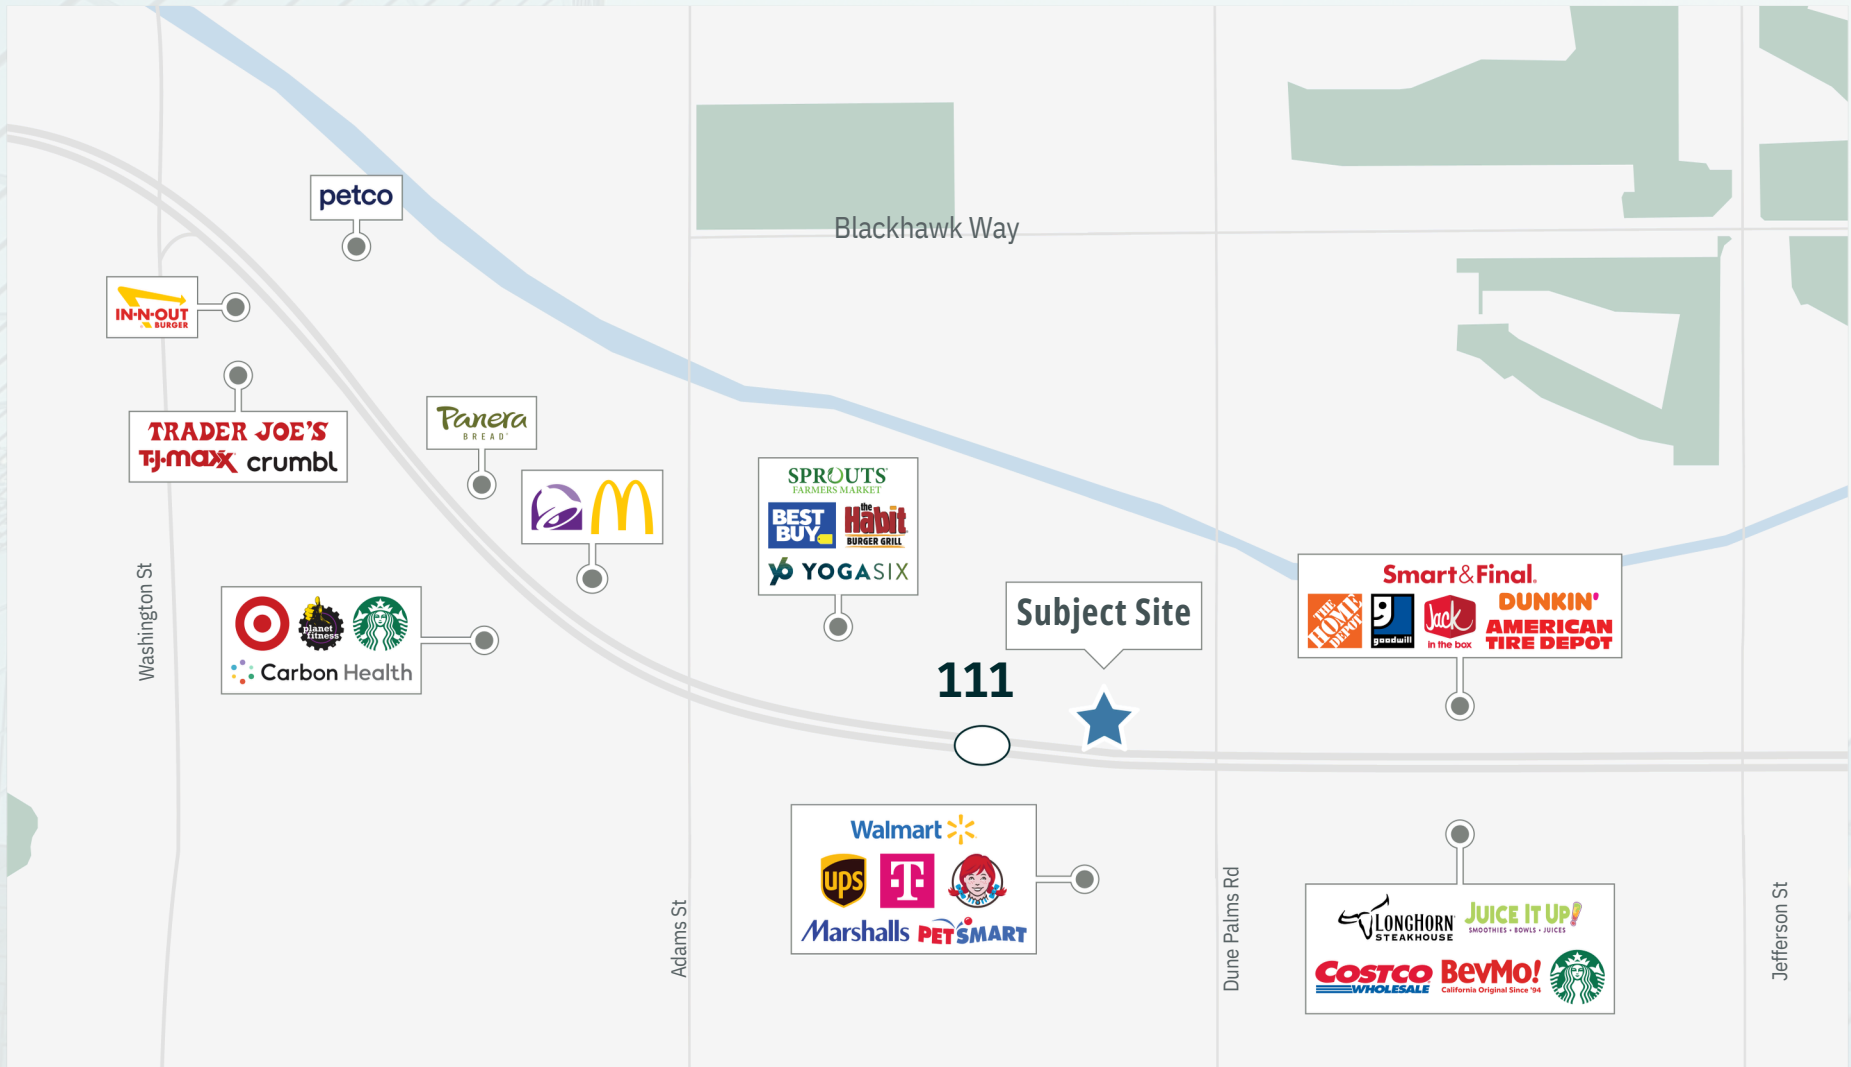 Blackhawk Way
petco
IN-N-OUT
BURGER
TRADER JOE'S
T.J.maxx crumbl
Panera
BREAD
SPROUTS
FARMERS MARKET
BEST
BUY
the
Habit
BURGER GRILL
YOGASIX
planet
fitness
Carbon Health
Washington St
Subject Site
111
Smart&Final.
THE
HOME
DEPOT
goodwill
Jack
in the box
DUNKIN'
AMERICAN
TIRE DEPOT
Walmart
ups
T
Marshalls
PETSMART
Adams St
Dune Palms Rd
LONGHORN
STEAKHOUSE
JUICE IT UP!
SMOOTHIES • BOWLS • JUICES
COSTCO
WHOLESALE
BevMo!
California Original Since '94
Jefferson St